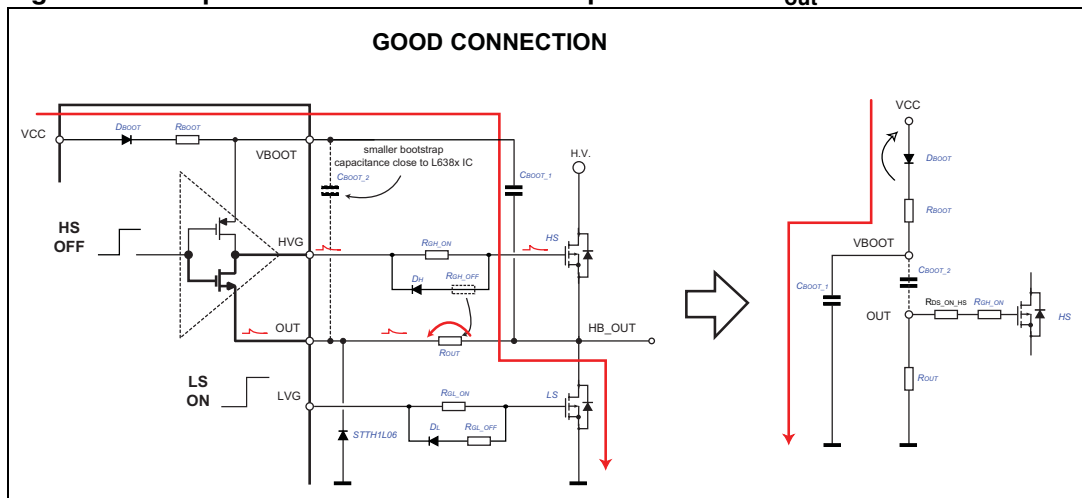 out
GOOD CONNECTION
VCC
DBOOT
RBOOT
VBOOT
smaller bootstrap
capacitance close to L638x IC
CBOOT_2
CBOOT_1
H.V.
HS
OFF
HVG
RGH_ON
HS
DH
RGH_OFF
OUT
ROUT
HB_OUT
LS
ON
LVG
RGL_ON
LS
DL
RGL_OFF
STTH1L06
VCC
DBOOT
RBOOT
VBOOT
CBOOT_1
CBOOT_2
OUT
RDS_ON_HS
RGH_ON
HS
ROUT